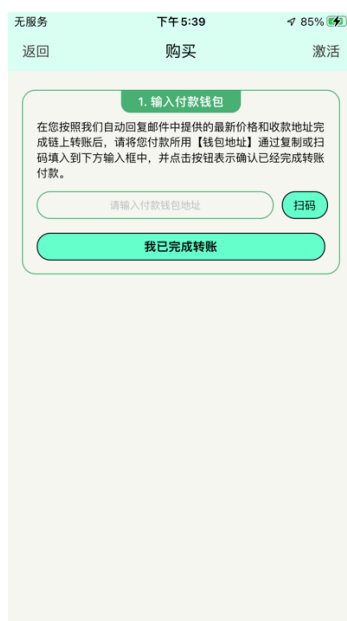 无服务 下午5:39 85%
返回 购买 激活
1. 输入付款钱包
在您按照我们自动回复邮件中提供的最新价格和收款地址完
成链上转账后，请将您付款所用【钱包地址】通过复制或扫
码填入到下方输入框中，并点击按钮表示确认已经完成转账
付款。
请输入付款钱包地址 扫码
我已完成转账